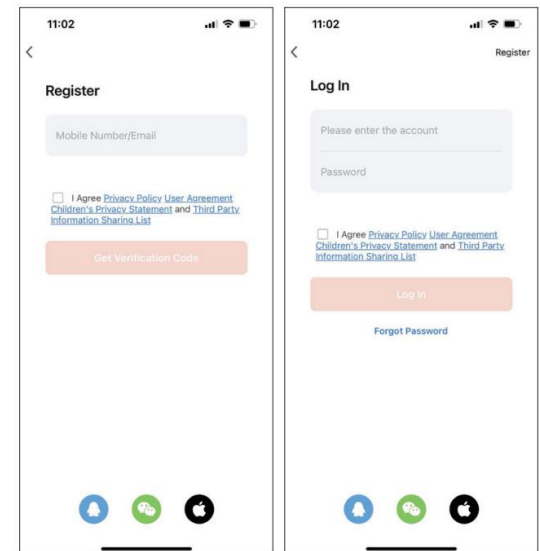 11:02
Register
Mobile Number/Email
I Agree Privacy Policy User Agreement
Children's Privacy Statement and Third Party
Information Sharing List
Get Verification Code
11:02
Register
Log In
Please enter the account
Password
I Agree Privacy Policy User Agreement
Children's Privacy Statement and Third Party
Information Sharing List
Log In
Forgot Password